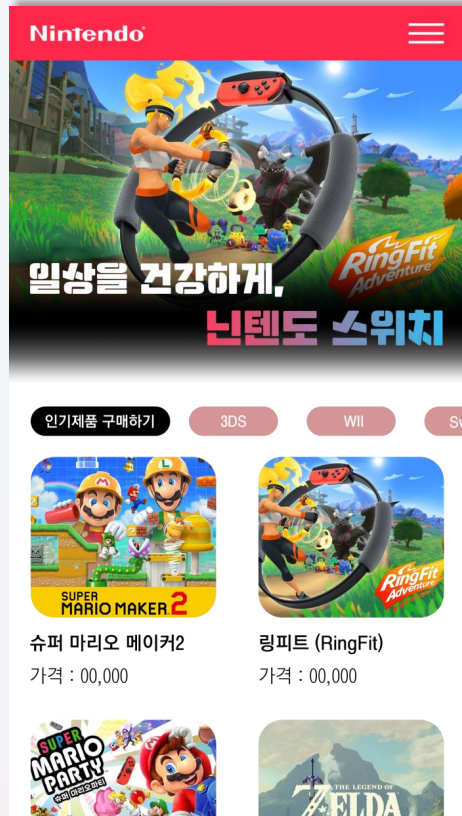 Nintendo
RingFit
Adventure
일상을 건강하게,
닌텐도 스위치
인기제품 구매하기
3DS
WII
SW
RingFit
Adventure
SUPER
MARIO MAKER 2
슈퍼 마리오 메이커2
링피트 (RingFit)
가격 : 00,000
가격 : 00,000
SUPER
MARIO
PARTY
슈퍼 마리오 파티
THE LEGEND OF
ZELDA